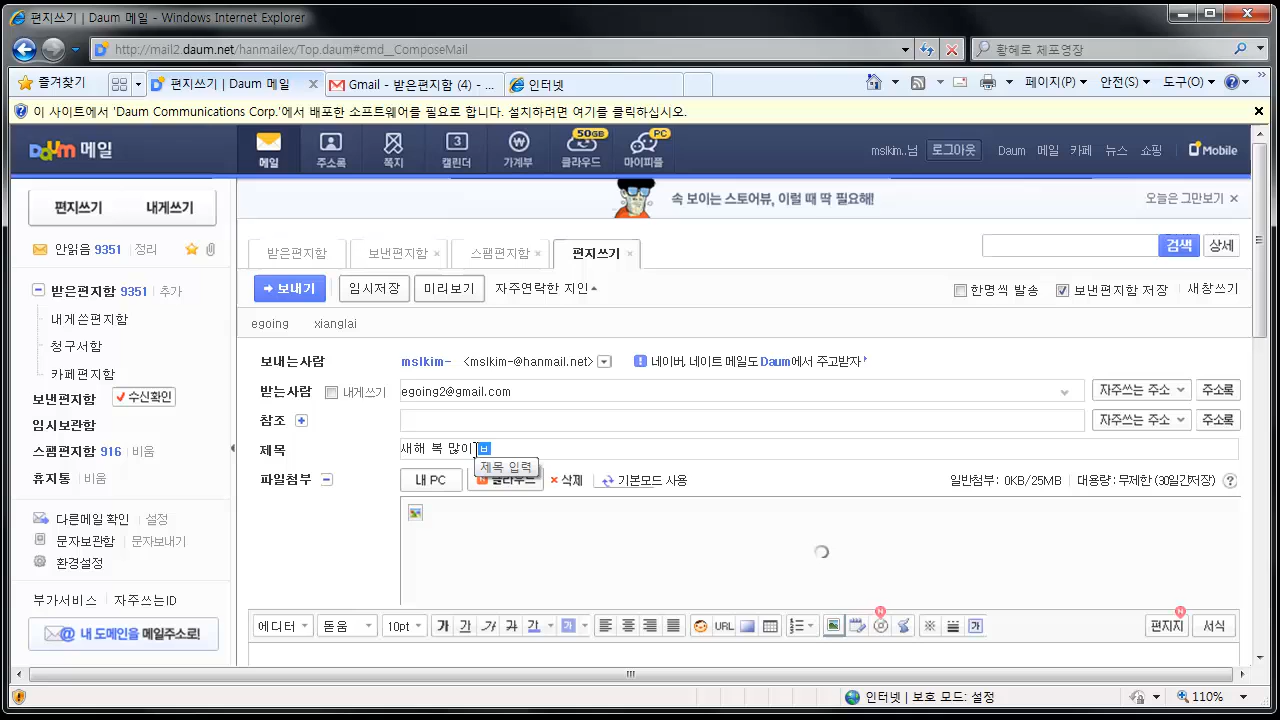 편지쓰기 | Daum 메일 - Windows Internet Explorer
http://mail2.daum.net/hanmailex/Top.daum#cmd__ComposeMail
황혜로 체포영장
즐겨찾기 편지쓰기 | Daum 메일 Gmail - 받은편지함 (4) - ... 인터넷 페이지(P) 안전(S) 도구(O)
이 사이트에서 'Daum Communications Corp.'에서 배포한 소프트웨어를 필요로 합니다. 설치하려면 여기를 클릭하십시오.
Daum 메일
메일 주소록 쪽지 캘린더 가계부 클라우드 마이피플
3 50GB PC
mslkim..님 로그아웃 Daum 메일 카페 뉴스 쇼핑 Mobile
편지쓰기 내게쓰기
속 보이는 스토어뷰, 이럴 때 딱 필요해! 오늘은 그만보기
안읽음 9351 정리
받은편지함 보낸편지함 스팸편지함 편지쓰기 검색 상세
받은편지함 9351 추가
내게쓴편지함
청구서함
카페편지함
보낸편지함 수신확인
임시보관함
스팸편지함 916 비움
휴지통 비움
다른메일 확인 설정
문자보관함 문자보내기
환경설정
부가서비스 자주쓰는ID
내 도메인을 메일주소로!
보내기 임시저장 미리보기 자주연락한 지인 한명씩 발송 보낸편지함 저장 새창쓰기
egoing xianglai
보내는사람 mslkim- <mslkim-@hanmail.net> 네이버, 네이트 메일도 Daum에서 주고받자
받는사람 내게쓰기 egoing2@gmail.com 자주쓰는 주소 주소록
참조 자주쓰는 주소 주소록
제목 새해 복 많이 ㅂ
제목 입력
파일첨부 내 PC 클라우드 삭제 기본모드 사용 일반첨부: 0KB/25MB 대용량: 무제한 (30일간저장)
에디터 돋움 10pt 가 가 가 가 가 가 URL 가 편지지 서식
인터넷 | 보호 모드: 설정 110%